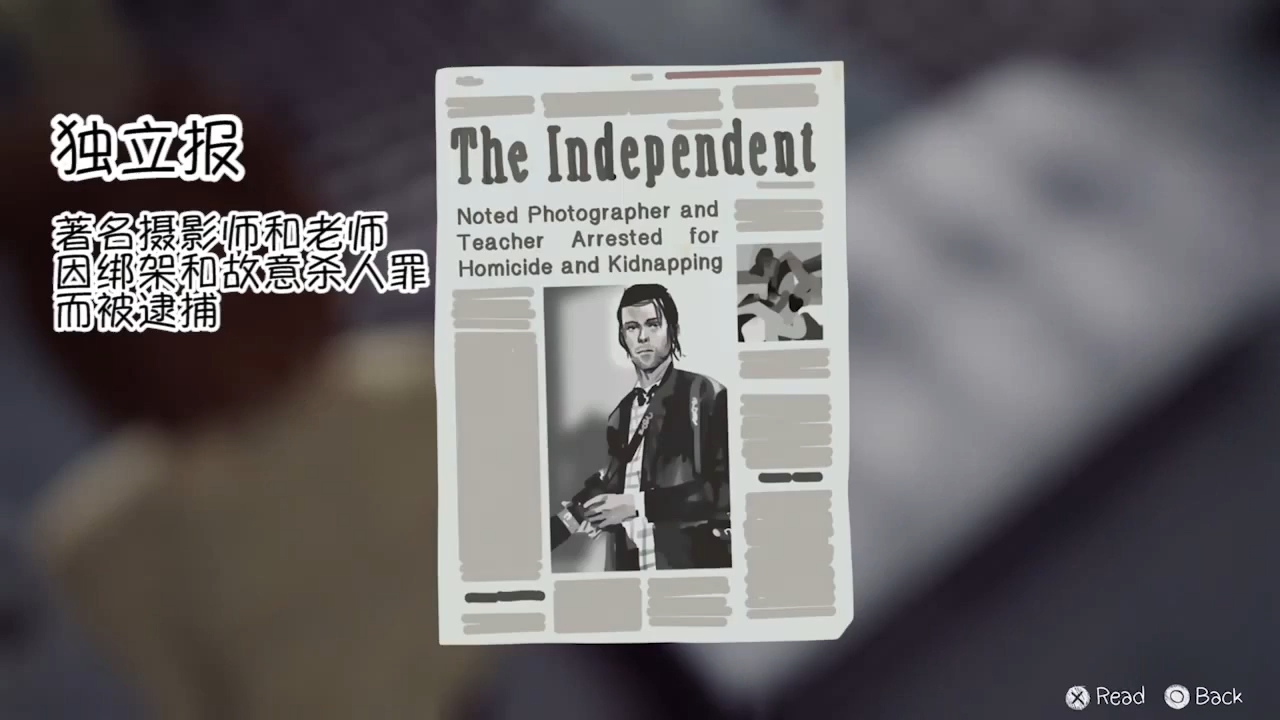 独立报
著名摄影师和老师
因绑架和故意杀人罪
而被逮捕
The Independent
Noted Photographer and
Teacher Arrested for
Homicide and Kidnapping
Read
Back